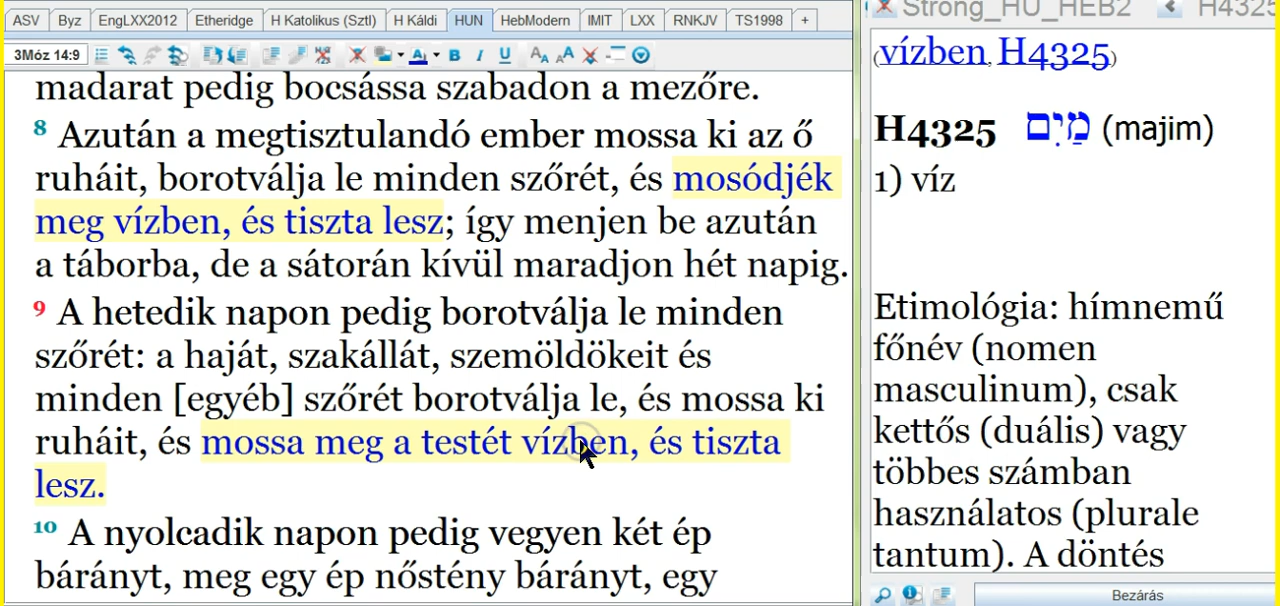 ASV Byz EngLXX2012 Etheridge H Katolikus (Sztl) H Káldi HUN HebModern IMIT LXX RNKJV TS1998 +
3Móz 14:9
madarat pedig bocsássa szabadon a mezőre.
8 Azután a megtisztulandó ember mossa ki az ő
ruháit, borotválja le minden szőrét, és mosódjék
meg vízben, és tiszta lesz; így menjen be azután
a táborba, de a sátorán kívül maradjon hét napig.
9 A hetedik napon pedig borotválja le minden
szőrét: a haját, szakállát, szemöldökeit és
minden [egyéb] szőrét borotválja le, és mossa ki
ruháit, és mossa meg a testét vízben, és tiszta
lesz.
10 A nyolcadik napon pedig vegyen két ép
bárányt, meg egy ép nőstény bárányt, egy
Strong_HU_HEB2 H4325
(vízben, H4325)
H4325 מַיִם (majim)
1) víz
Etimológia: hímnemű
főnév (nomen
masculinum), csak
kettős (duális) vagy
többes számban
használatos (plurale
tantum). A döntés
Bezárás